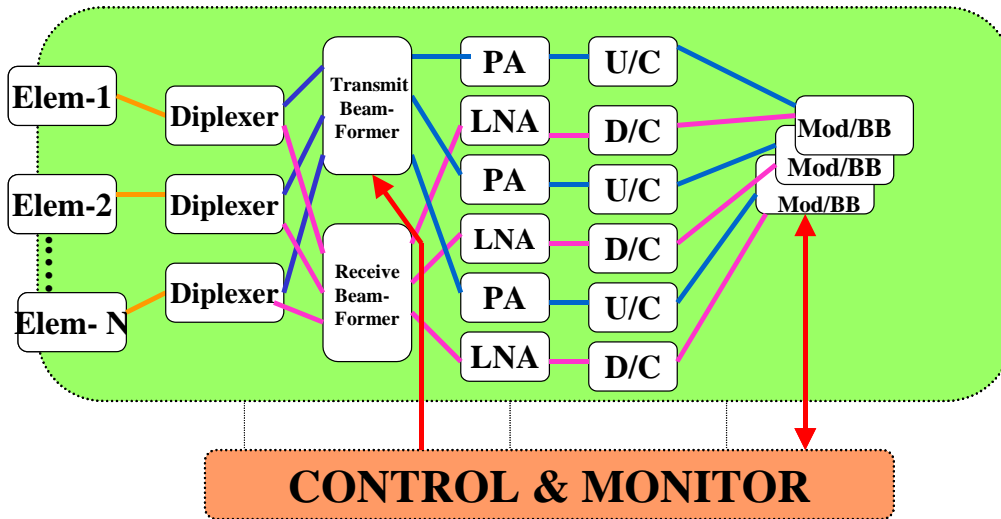 Elem-1
Elem-2
Elem- N
Diplexer
Diplexer
Diplexer
Transmit
Beam-
Former
Receive
Beam-
Former
PA
LNA
PA
LNA
PA
LNA
U/C
D/C
U/C
D/C
U/C
D/C
Mod/BB
Mod/BB
Mod/BB
CONTROL & MONITOR